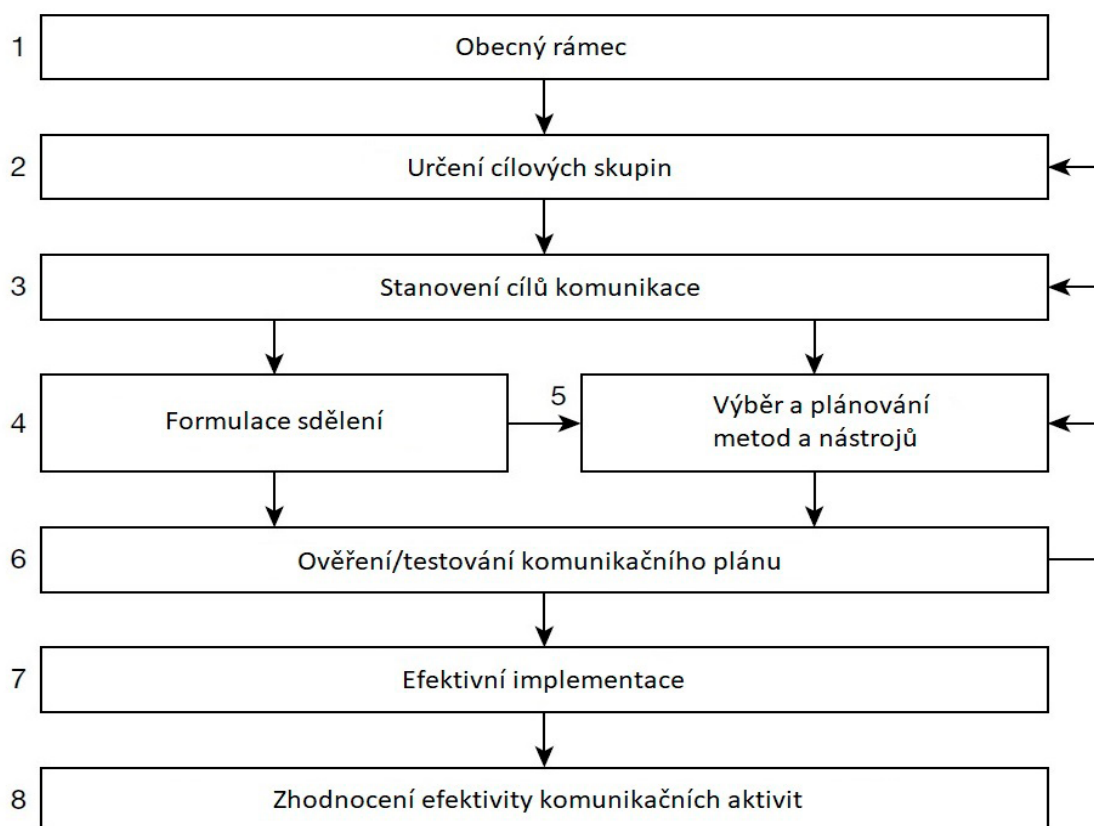 1
Obecný rámec
2
Určení cílových skupin
3
Stanovení cílů komunikace
4
Formulace sdělení
5
Výběr a plánování
metod a nástrojů
6
Ověření/testování komunikačního plánu
7
Efektivní implementace
8
Zhodnocení efektivity komunikačních aktivit